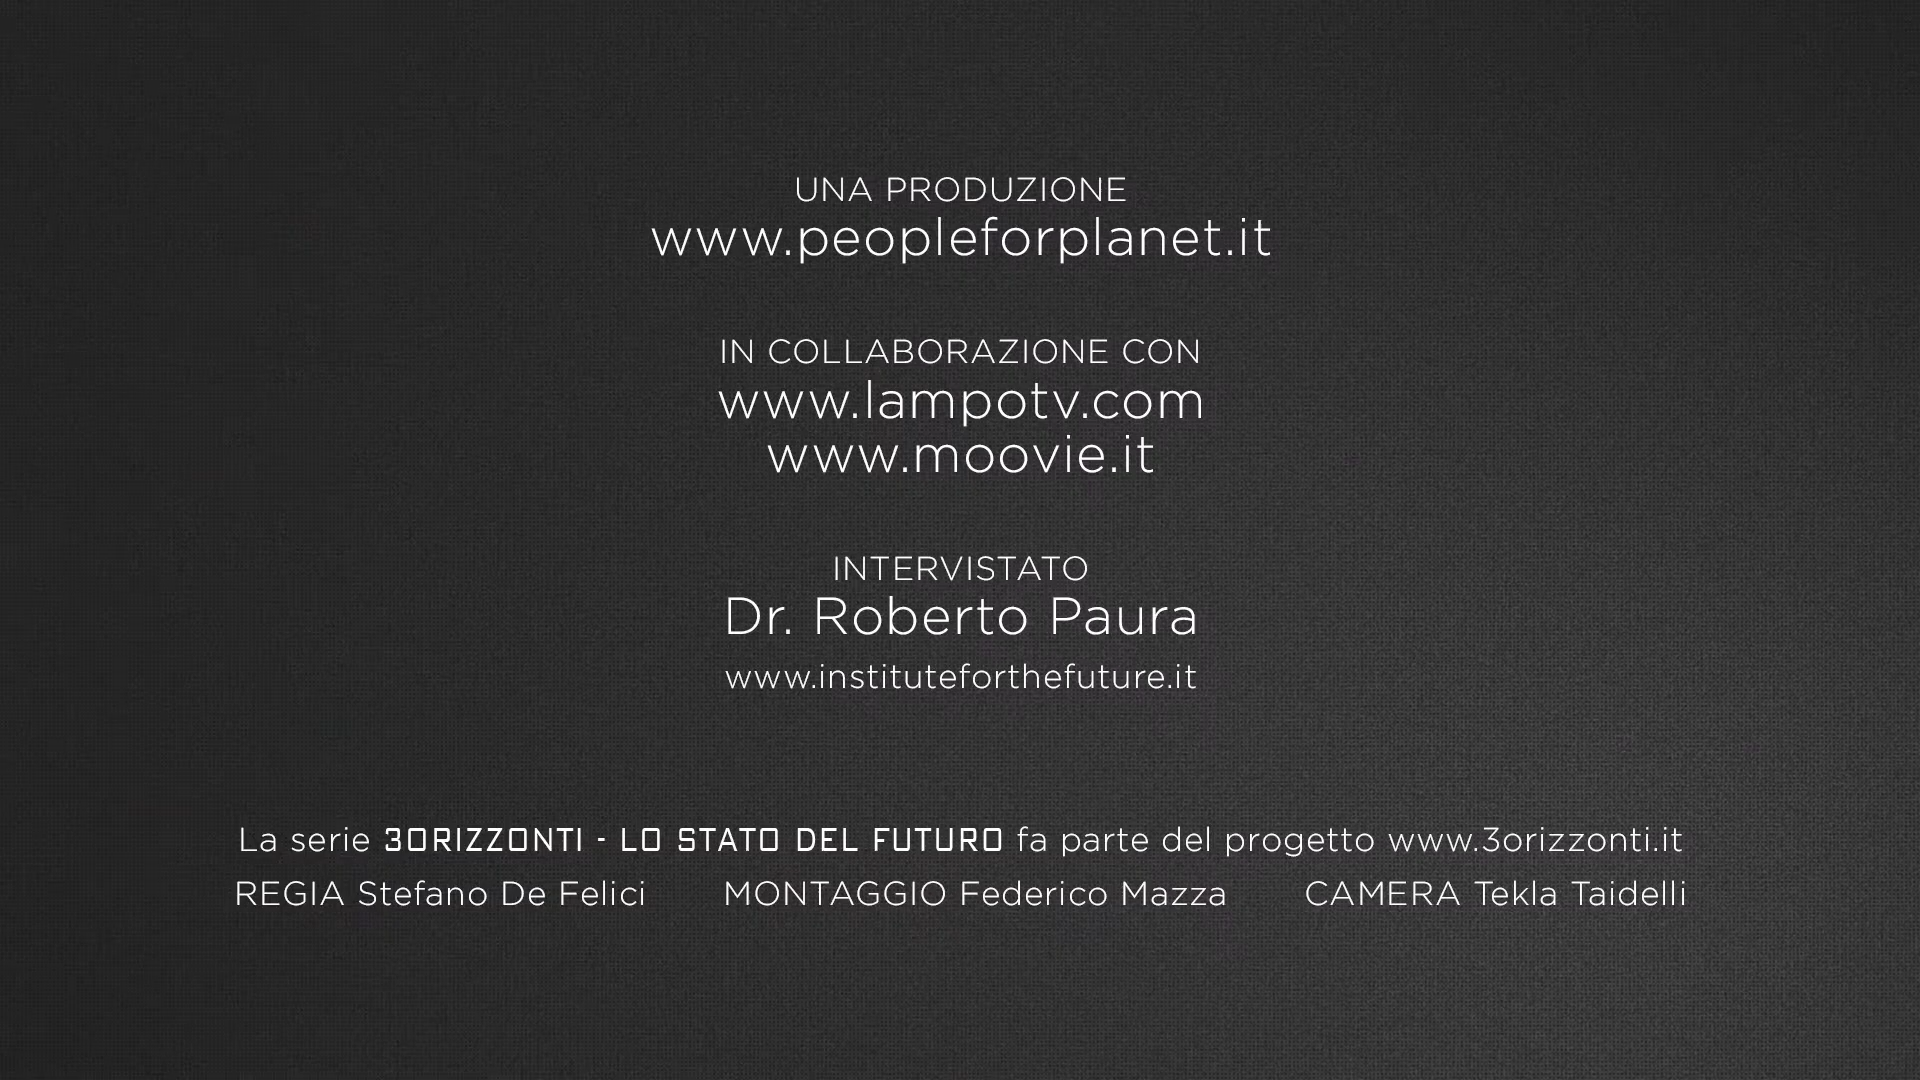 UNA PRODUZIONE
www.peopleforplanet.it
IN COLLABORAZIONE CON
www.lampotv.com
www.moovie.it
INTERVISTATO
Dr. Roberto Paura
www.instituteforthefuture.it
La serie 3ORIZZONTI - LO STATO DEL FUTURO fa parte del progetto www.3orizzonti.it
REGIA Stefano De Felici MONTAGGIO Federico Mazza CAMERA Tekla Taidelli